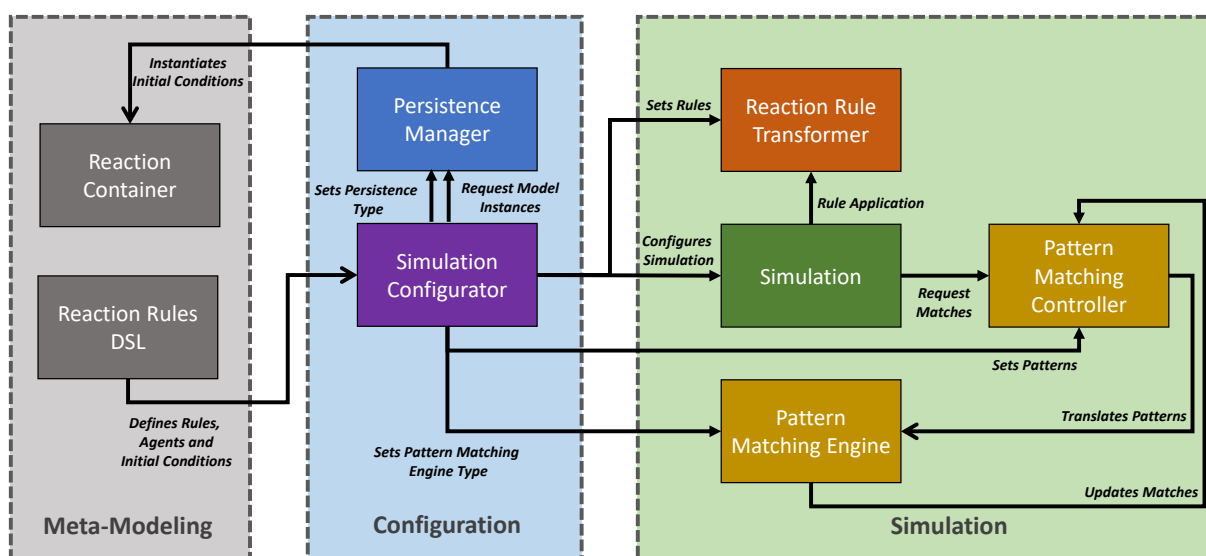 Instantiates
Initial Conditions
Reaction
Container
Reaction Rules
DSL
Defines Rules,
Agents and
Initial Conditions
Meta-Modeling
Persistence
Manager
Sets Persistence
Type
Request Model
Instances
Simulation
Configurator
Sets Pattern Matching
Engine Type
Configuration
Sets Rules
Reaction Rule
Transformer
Rule Application
Configures
Simulation
Simulation
Request
Matches
Pattern
Matching
Controller
Sets Patterns
Translates Patterns
Pattern
Matching Engine
Updates Matches
Simulation